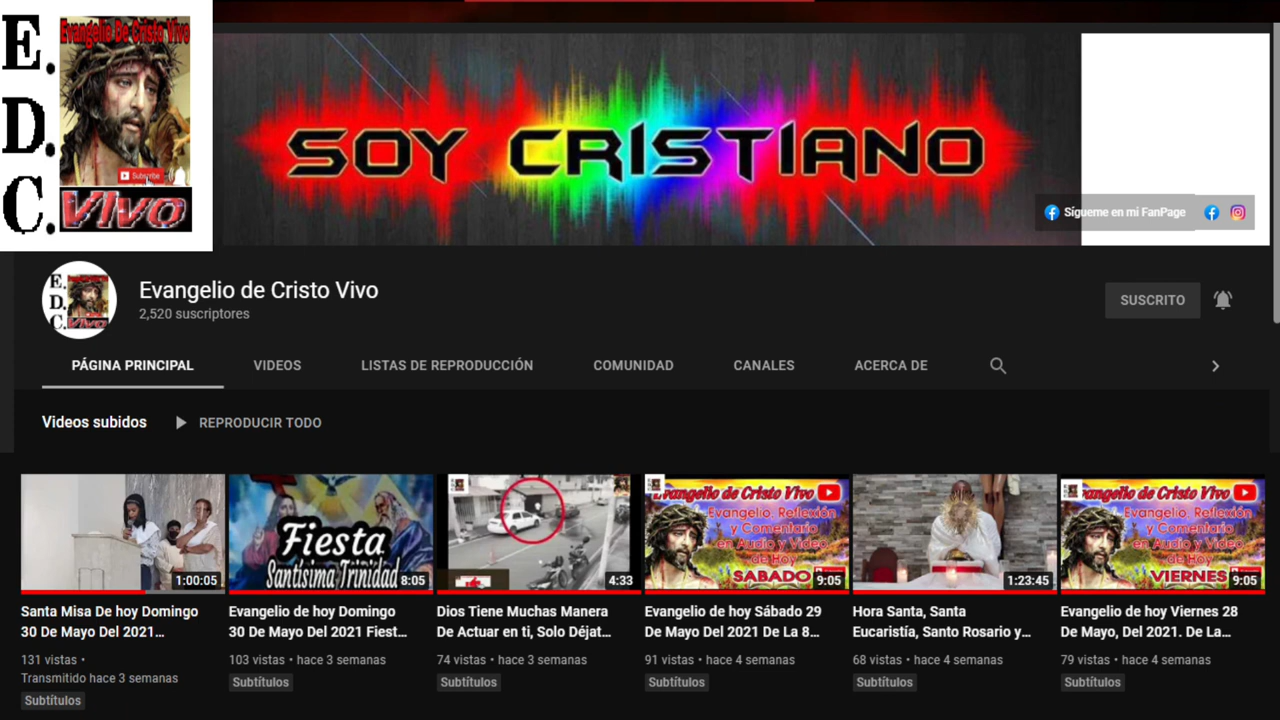 E.
D.
C.
Evangelio De Cristo Vivo
Subscribe
Vivo
SOY CRISTIANO
Sígueme en mi FanPage
E.
D.
C.
Vivo
Evangelio de Cristo Vivo
2,520 suscriptores
SUSCRITO
PÁGINA PRINCIPAL VIDEOS LISTAS DE REPRODUCCIÓN COMUNIDAD CANALES ACERCA DE
Videos subidos REPRODUCIR TODO
1:00:05
Santa Misa De hoy Domingo
30 De Mayo Del 2021...
131 vistas •
Transmitido hace 3 semanas
Subtítulos
Fiesta
Santísima Trinidad
8:05
Evangelio de hoy Domingo
30 De Mayo Del 2021 Fiest...
103 vistas • hace 3 semanas
Subtítulos
4:33
Dios Tiene Muchas Manera
De Actuar en ti, Solo Déjat...
74 vistas • hace 3 semanas
Subtítulos
Evangelio de Cristo Vivo
Evangelio, Reflexión
y Comentario
en Audio y Video
de Hoy
SABADO
9:05
Evangelio de hoy Sábado 29
De Mayo Del 2021 De La 8...
91 vistas • hace 4 semanas
Subtítulos
1:23:45
Hora Santa, Santa
Eucaristía, Santo Rosario y...
68 vistas • hace 4 semanas
Subtítulos
Evangelio de Cristo Vivo
Evangelio, Reflexión
y Comentario
en Audio y Video
de Hoy
VIERNES
9:05
Evangelio de hoy Viernes 28
De Mayo, Del 2021. De La...
79 vistas • hace 4 semanas
Subtítulos